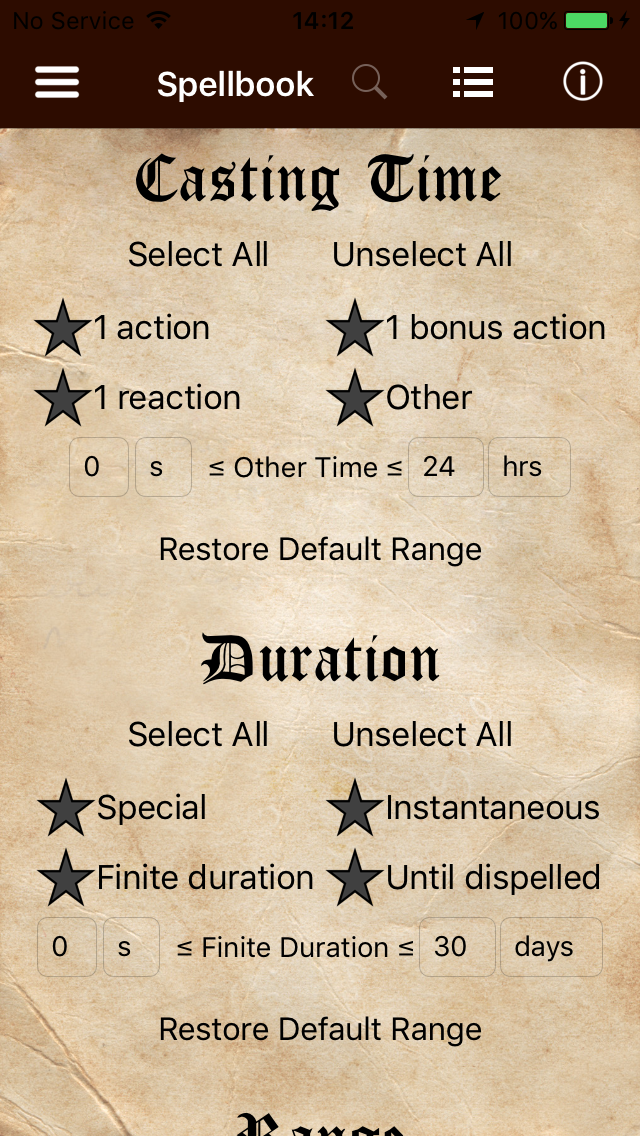 No Service 14:12 100%
Spellbook
Casting Time
Select All Unselect All
1 action 1 bonus action
1 reaction Other
0 s ≤ Other Time ≤ 24 hrs
Restore Default Range
Duration
Select All Unselect All
Special Instantaneous
Finite duration Until dispelled
0 s ≤ Finite Duration ≤ 30 days
Restore Default Range
Range